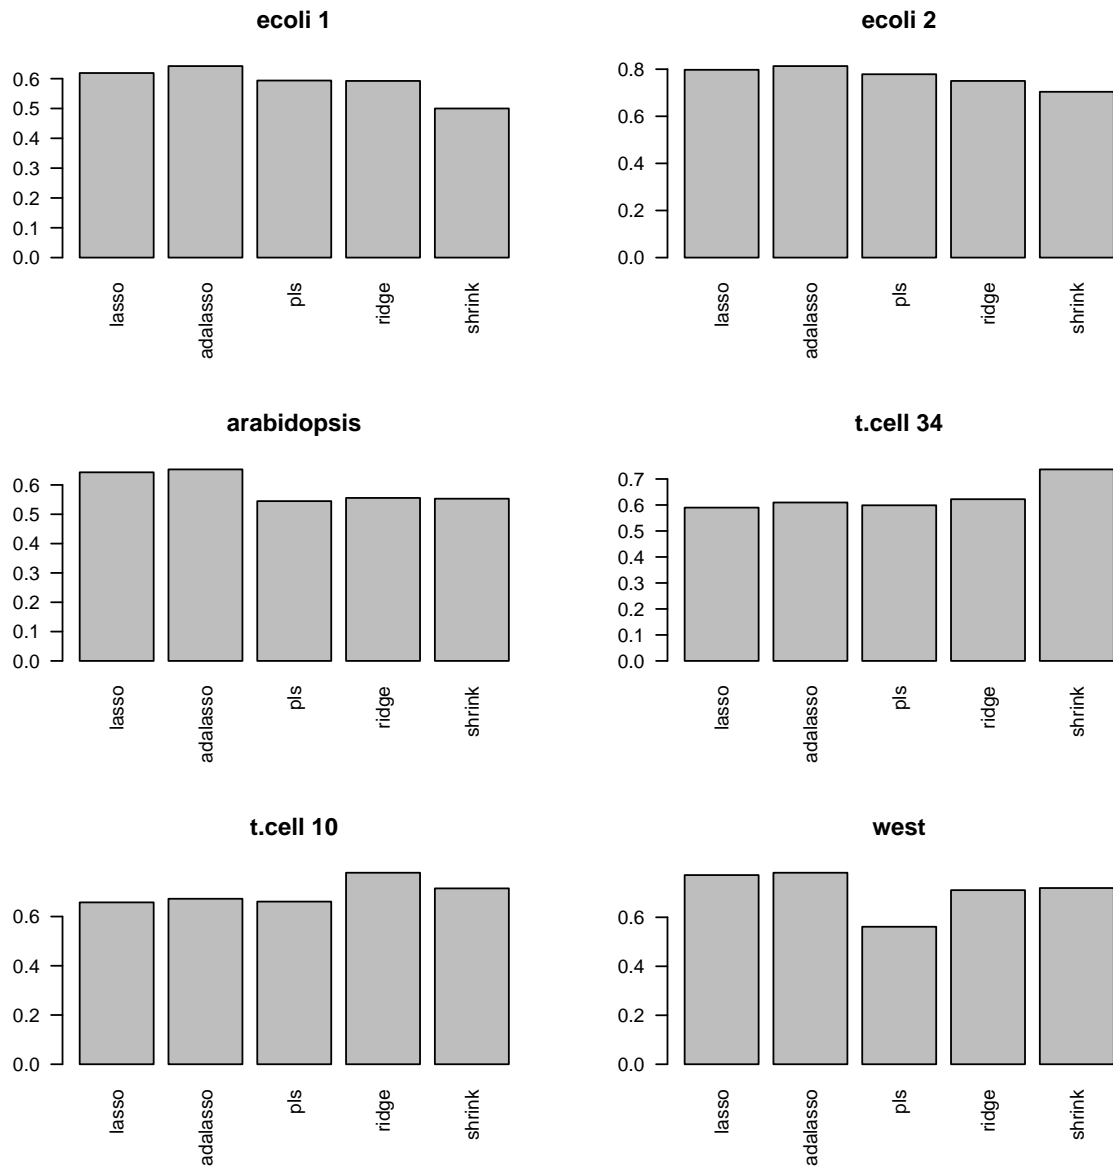 ecoli 1
0.6
0.5
0.4
0.3
0.2
0.1
0.0
lasso
adalasso
pls
ridge
shrink
ecoli 2
0.8
0.6
0.4
0.2
0.0
lasso
adalasso
pls
ridge
shrink
arabidopsis
0.6
0.5
0.4
0.3
0.2
0.1
0.0
lasso
adalasso
pls
ridge
shrink
t.cell 34
0.7
0.6
0.5
0.4
0.3
0.2
0.1
0.0
lasso
adalasso
pls
ridge
shrink
t.cell 10
0.6
0.4
0.2
0.0
lasso
adalasso
pls
ridge
shrink
west
0.6
0.4
0.2
0.0
lasso
adalasso
pls
ridge
shrink